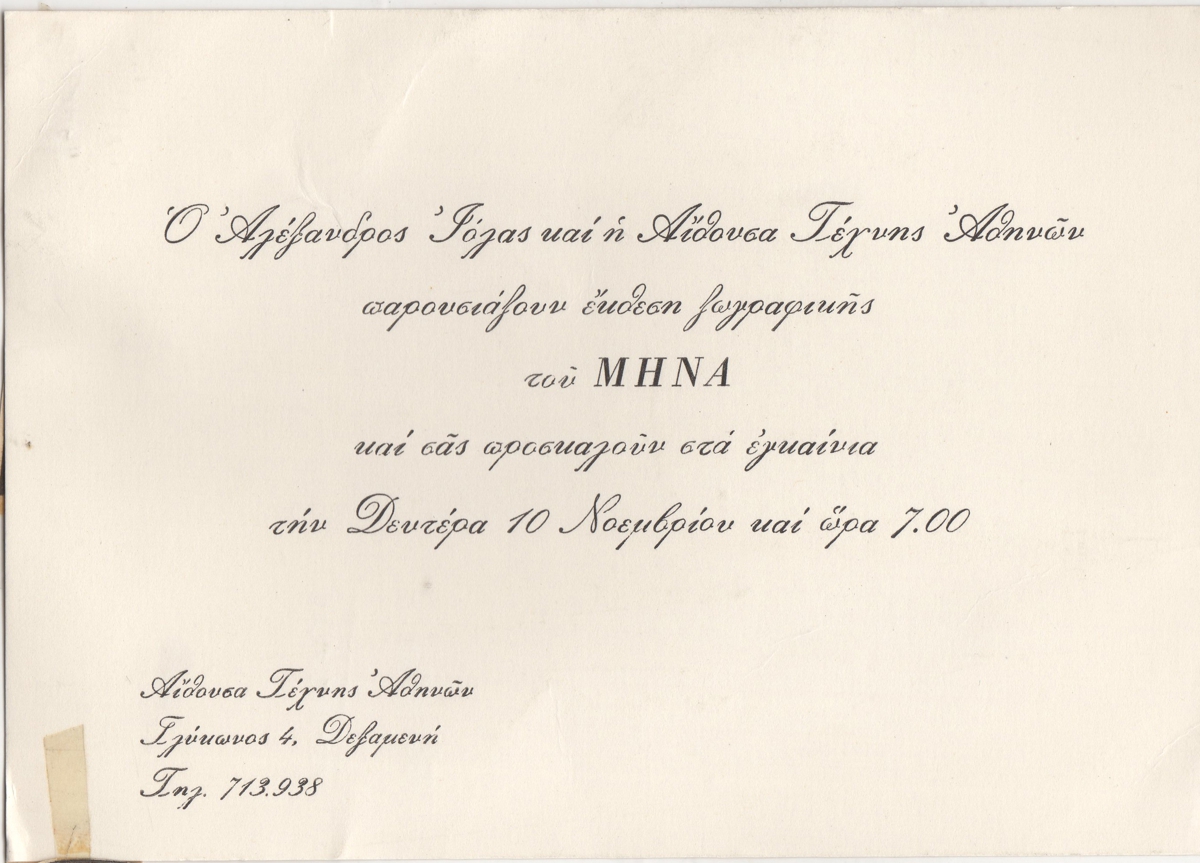 Ὁ Ἀλέξανδρος Ἰόλας καί ἡ Αἴθουσα Τέχνης Ἀθηνῶν
παρουσιάζουν ἔκθεση ζωγραφικῆς
τοῦ ΜΗΝΑ
καί σᾶς προσκαλοῦν στά ἐγκαίνια
τήν Δευτέρα 10 Νοεμβρίου καί ὥρα 7.00
Αἴθουσα Τέχνης Ἀθηνῶν
Γλύκωνος 4, Δεξαμενή
Τηλ. 713.938